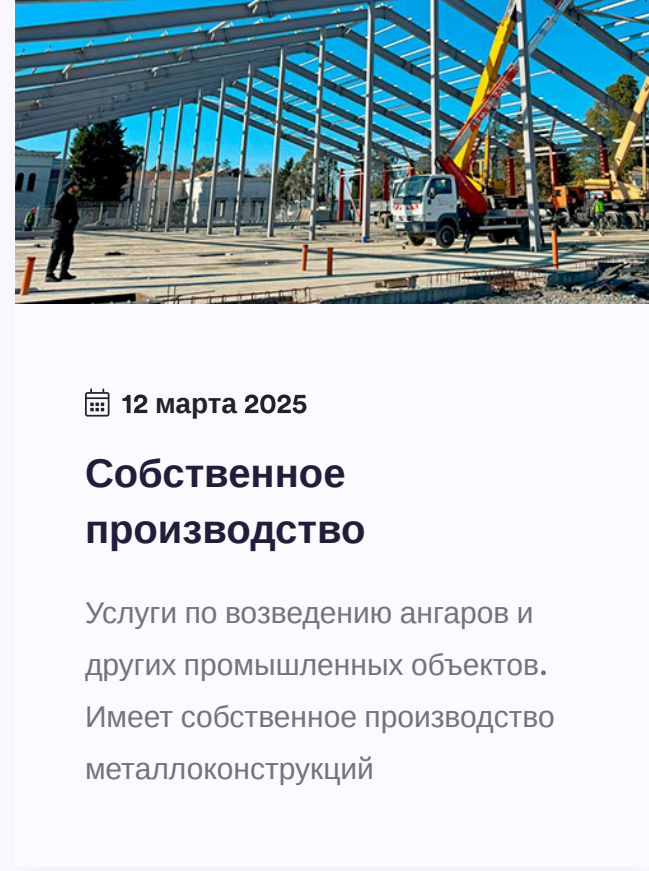 12 марта 2025
Собственное
производство
Услуги по возведению ангаров и
других промышленных объектов.
Имеет собственное производство
металлоконструкций